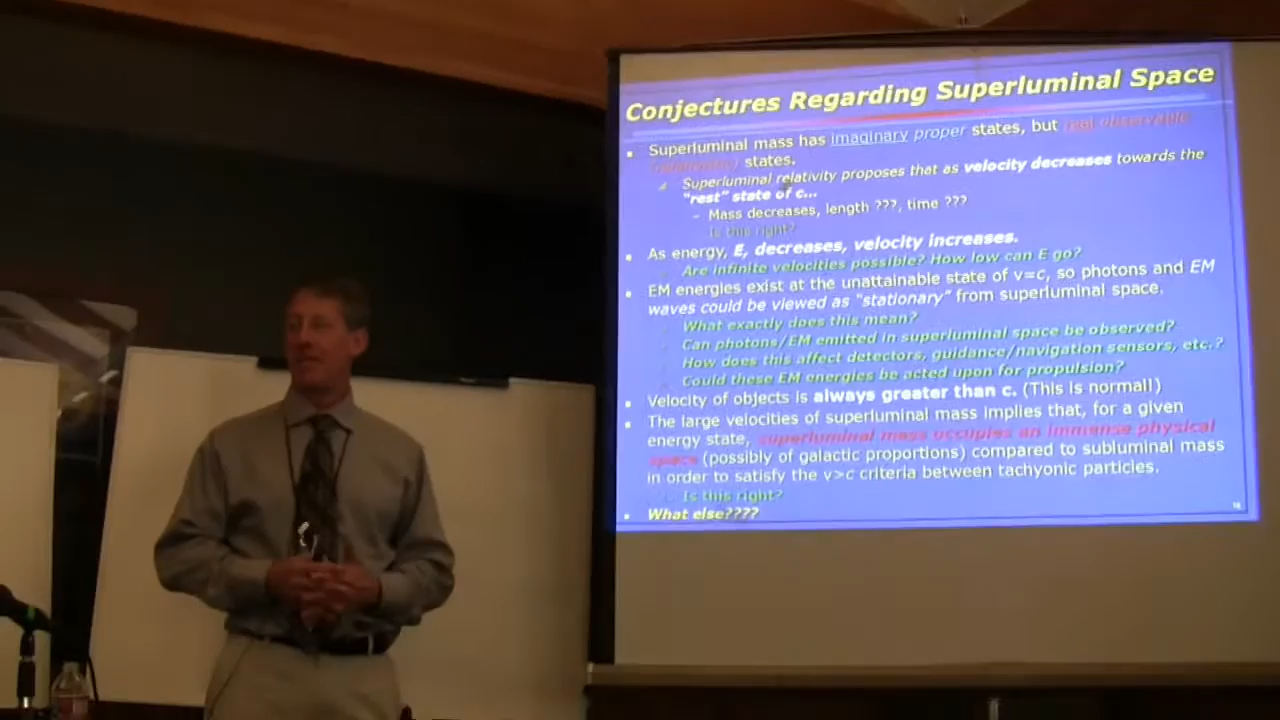 Conjectures Regarding Superluminal Space
Superluminal mass has imaginary proper states, but real observable
(relativistic) states.
Superluminal relativity proposes that as velocity decreases towards the
"rest" state of c...
– Mass decreases, length ???, time ???
Is this right?
As energy, E, decreases, velocity increases.
Are infinite velocities possible? How low can E go?
EM energies exist at the unattainable state of v=c, so photons and EM
waves could be viewed as "stationary" from superluminal space.
What exactly does this mean?
Can photons/EM emitted in superluminal space be observed?
How does this affect detectors, guidance/navigation sensors, etc.?
Could these EM energies be acted upon for propulsion?
Velocity of objects is always greater than c. (This is normal!)
The large velocities of superluminal mass implies that, for a given
energy state, superluminal mass occupies an immense physical
space (possibly of galactic proportions) compared to subluminal mass
in order to satisfy the v>c criteria between tachyonic particles.
Is this right?
What else????